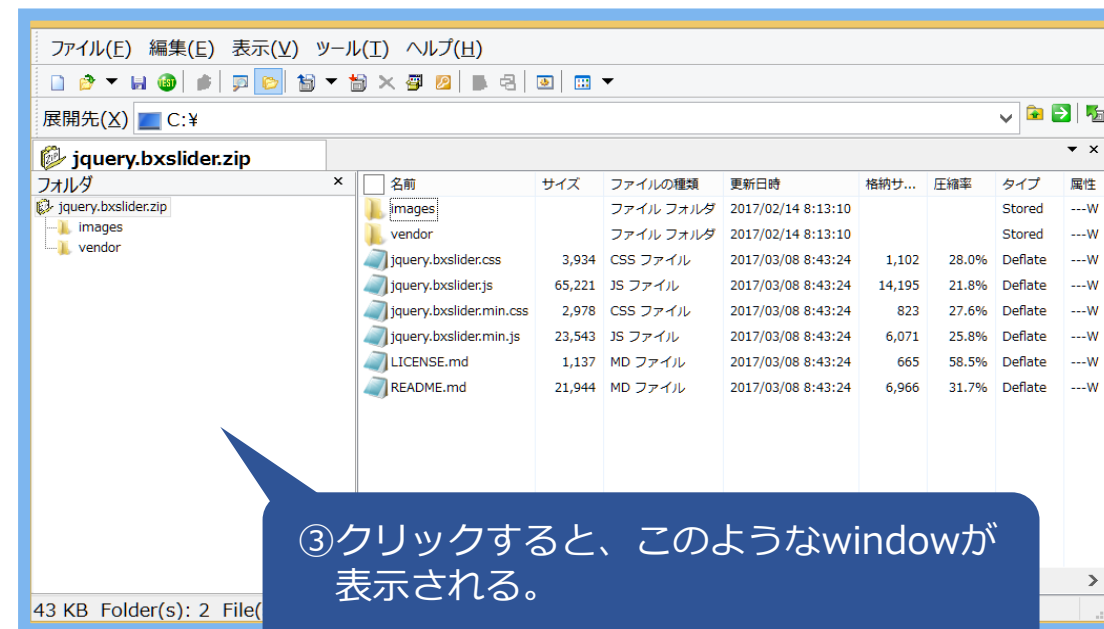 ファイル(F) 編集(E) 表示(V) ツール(T) ヘルプ(H)
展開先(X) C:¥
jquery.bxslider.zip
フォルダ ×
jquery.bxslider.zip
images
vendor
名前 サイズ ファイルの種類 更新日時 格納サ... 圧縮率 タイプ 属性
images ファイル フォルダ 2017/02/14 8:13:10 Stored ---W
vendor ファイル フォルダ 2017/02/14 8:13:10 Stored ---W
jquery.bxslider.css 3,934 CSS ファイル 2017/03/08 8:43:24 1,102 28.0% Deflate ---W
jquery.bxslider.js 65,221 JS ファイル 2017/03/08 8:43:24 14,195 21.8% Deflate ---W
jquery.bxslider.min.css 2,978 CSS ファイル 2017/03/08 8:43:24 823 27.6% Deflate ---W
jquery.bxslider.min.js 23,543 JS ファイル 2017/03/08 8:43:24 6,071 25.8% Deflate ---W
LICENSE.md 1,137 MD ファイル 2017/03/08 8:43:24 665 58.5% Deflate ---W
README.md 21,944 MD ファイル 2017/03/08 8:43:24 6,966 31.7% Deflate ---W
③クリックすると、このようなwindowが
表示される。
43 KB Folder(s): 2 File(